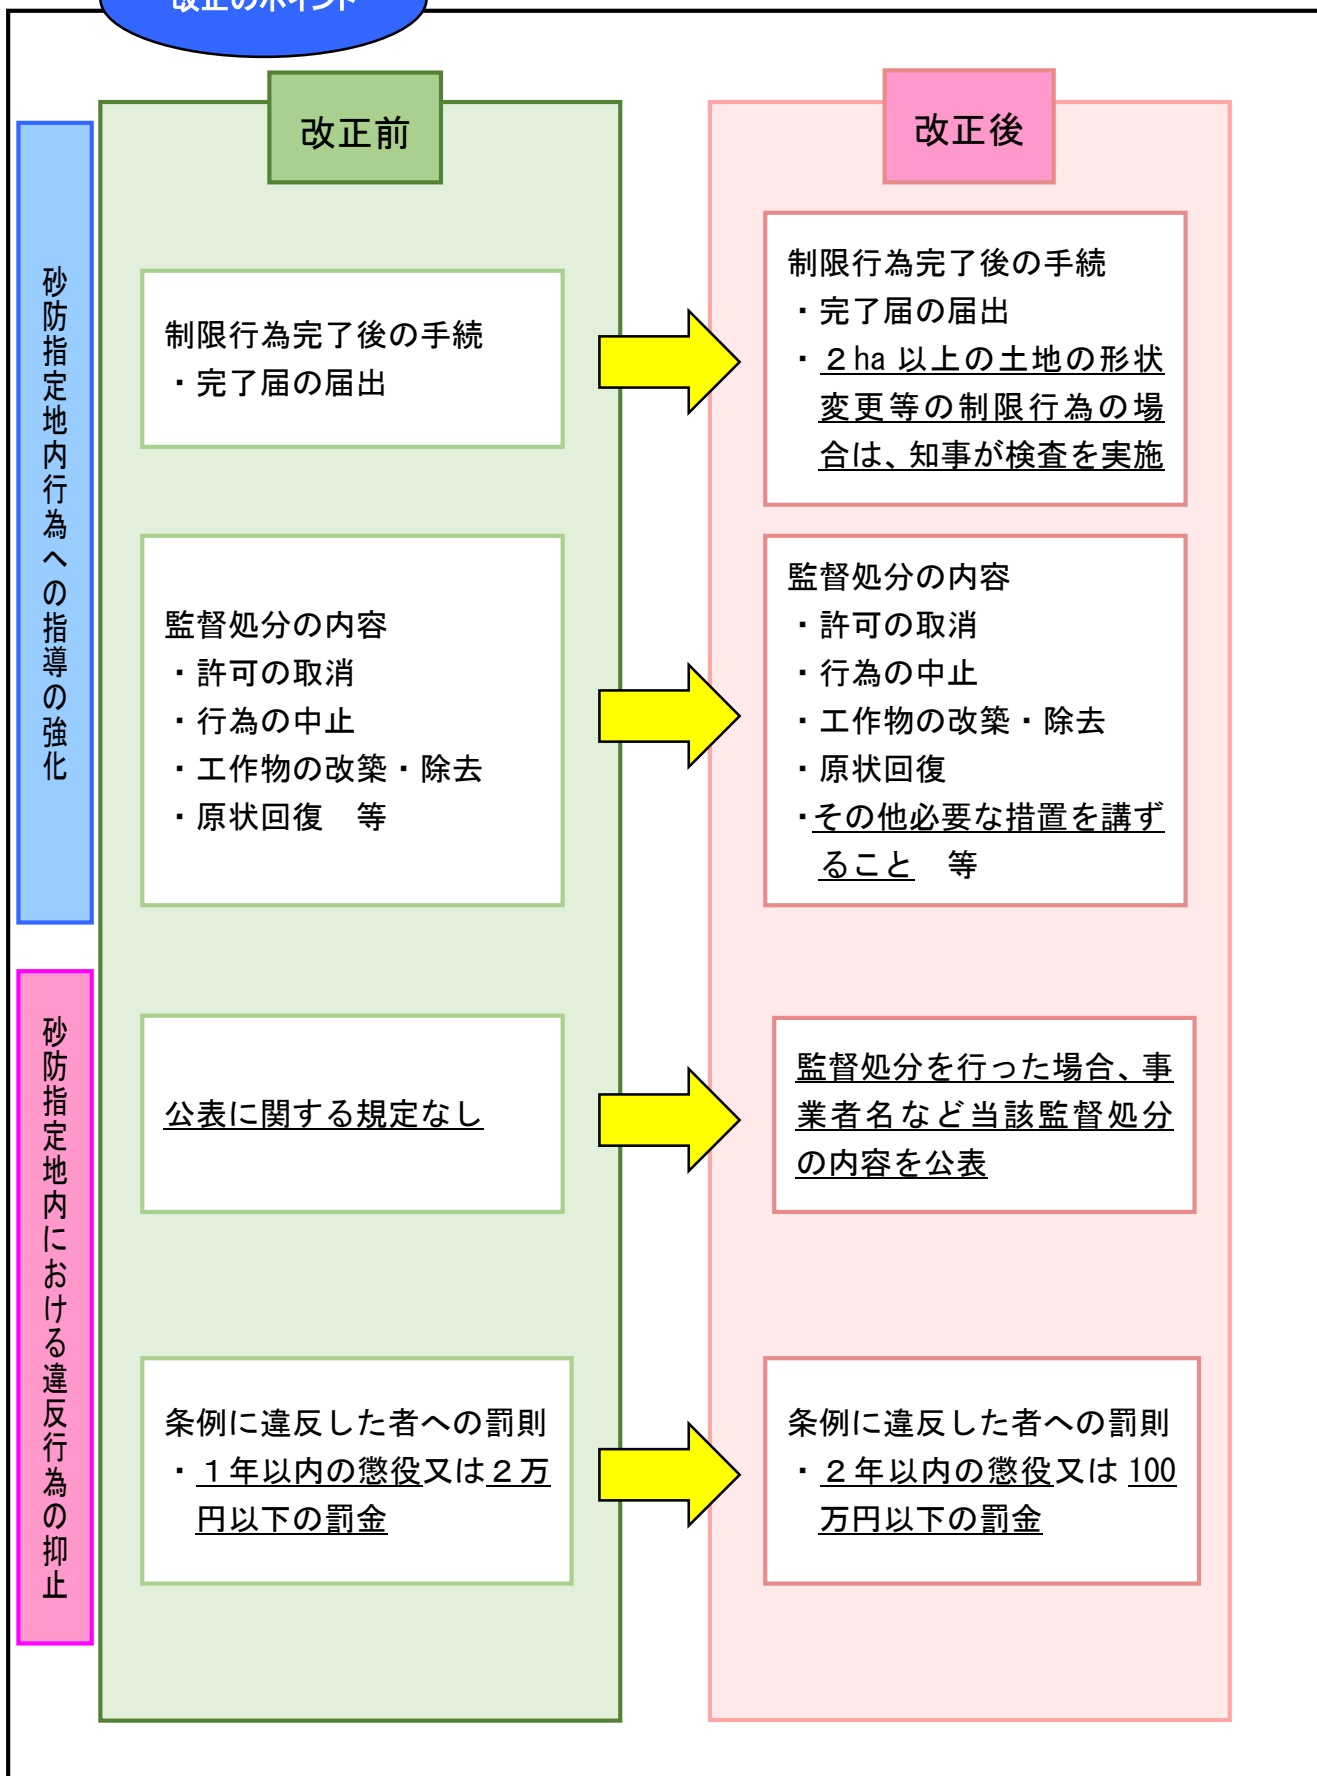 改正のポイント
改正前
改正後
砂防指定地内行為への指導の強化
制限行為完了後の手続
・完了届の届出
制限行為完了後の手続
・完了届の届出
・２ha 以上の土地の形状
変更等の制限行為の場
合は、知事が検査を実施
監督処分の内容
・許可の取消
・行為の中止
・工作物の改築・除去
・原状回復　等
監督処分の内容
・許可の取消
・行為の中止
・工作物の改築・除去
・原状回復
・その他必要な措置を講ず
ること　等
砂防指定地内における違反行為の抑止
公表に関する規定なし
監督処分を行った場合、事
業者名など当該監督処分
の内容を公表
条例に違反した者への罰則
・１年以内の懲役又は２万
円以下の罰金
条例に違反した者への罰則
・２年以内の懲役又は 100
万円以下の罰金